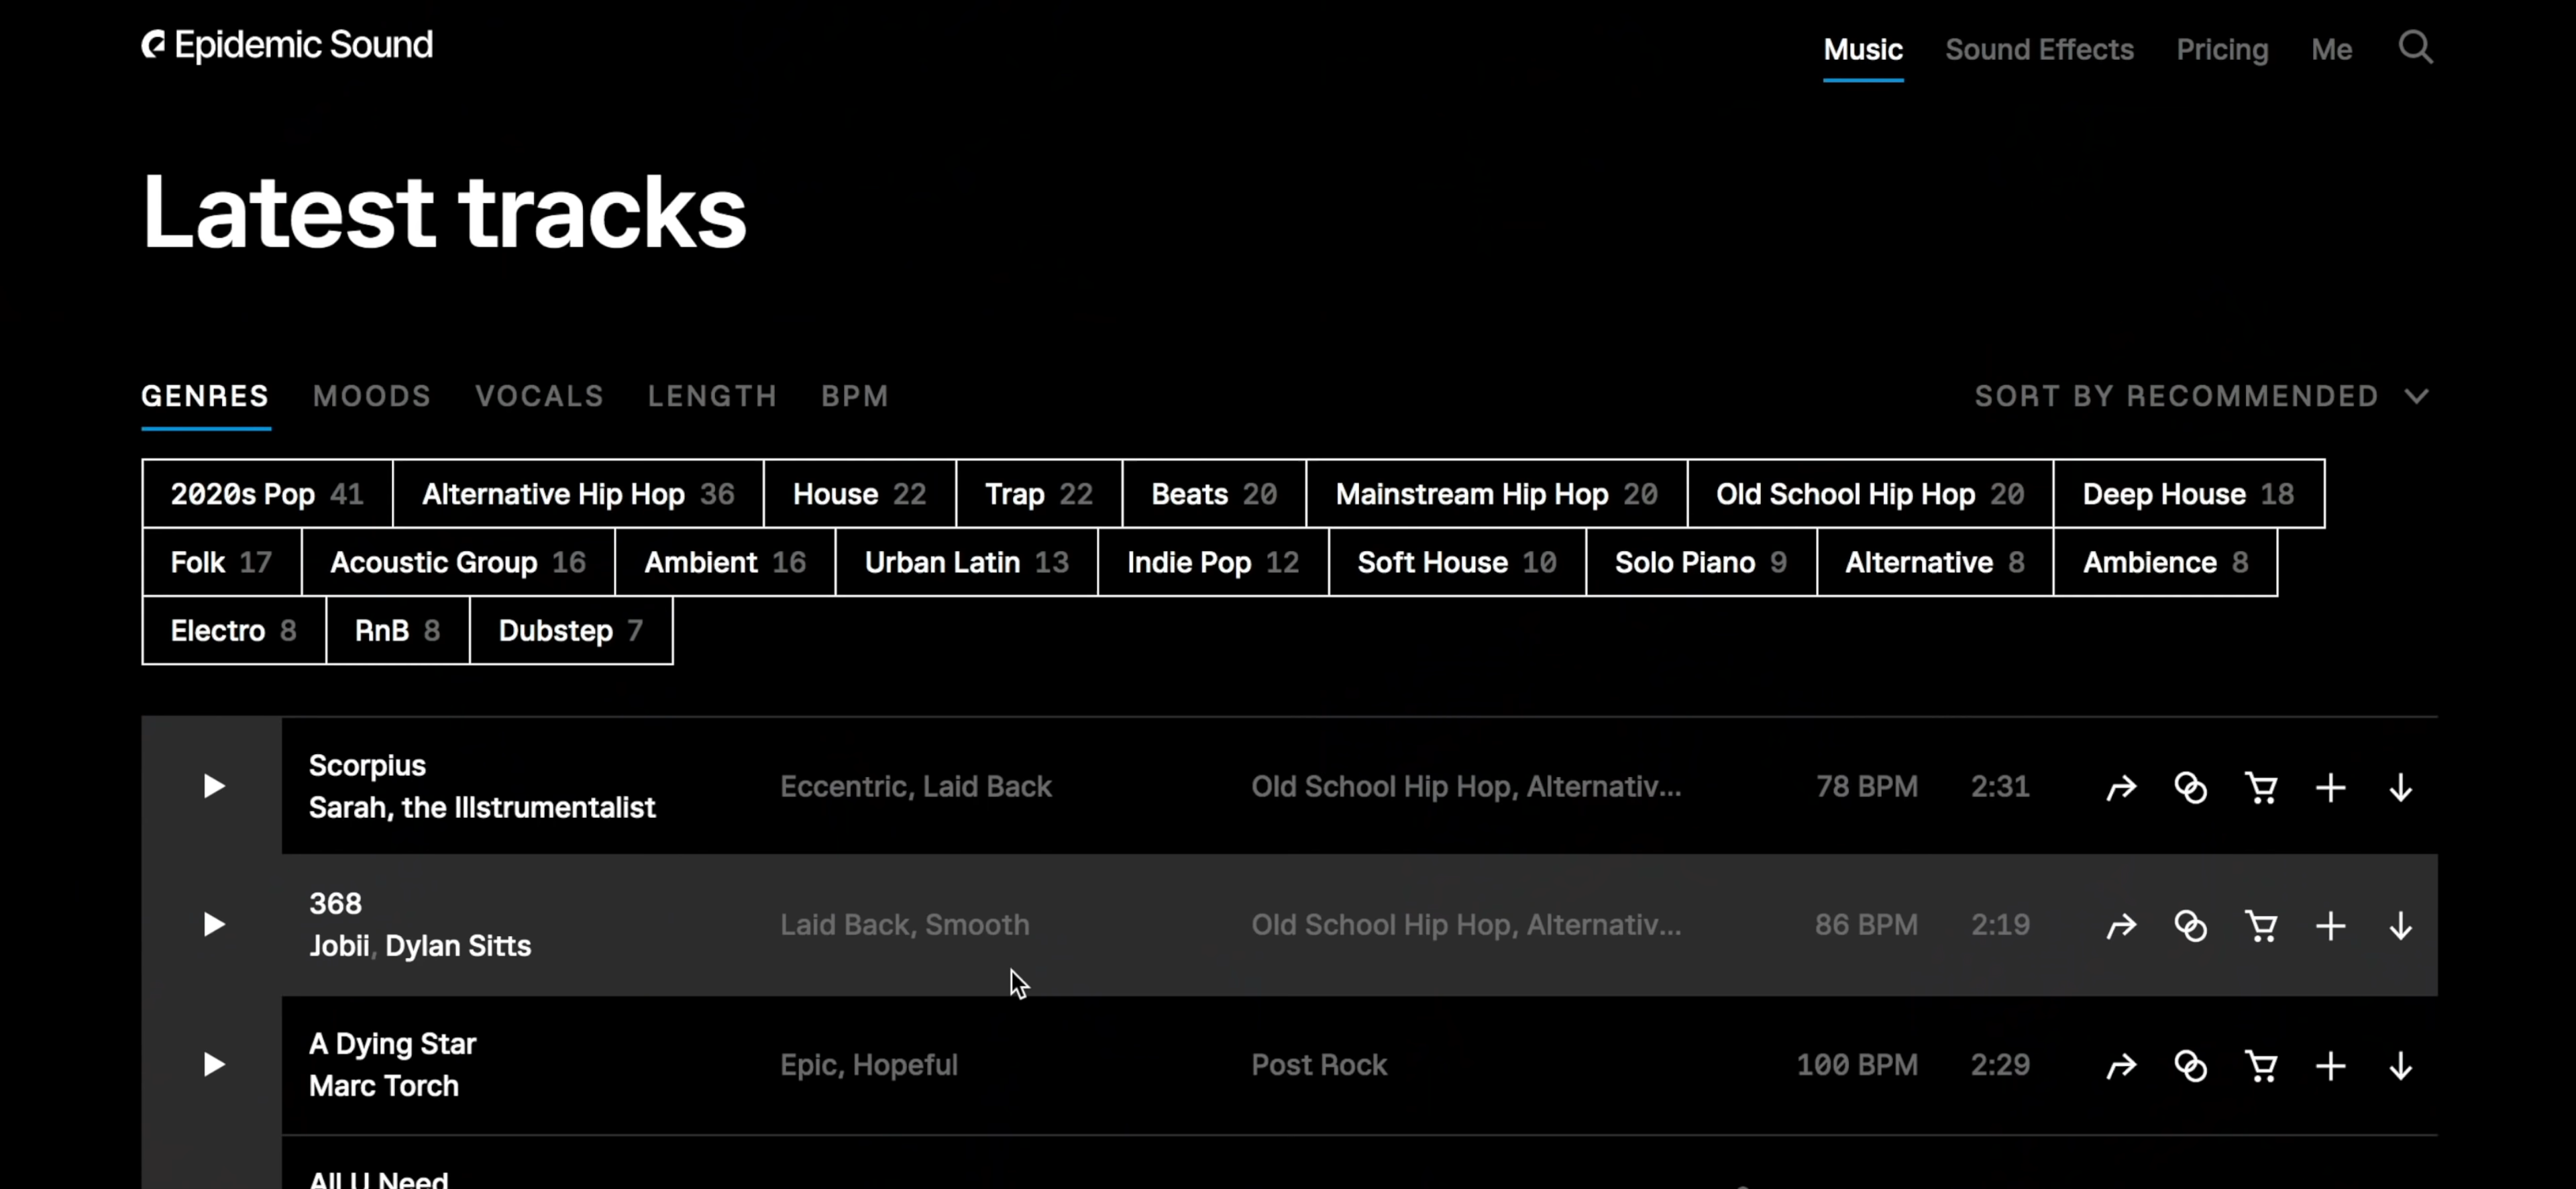 Epidemic Sound
Music Sound Effects Pricing Me
Latest tracks
GENRES MOODS VOCALS LENGTH BPM SORT BY RECOMMENDED
2020s Pop 41 Alternative Hip Hop 36 House 22 Trap 22 Beats 20 Mainstream Hip Hop 20 Old School Hip Hop 20 Deep House 18
Folk 17 Acoustic Group 16 Ambient 16 Urban Latin 13 Indie Pop 12 Soft House 10 Solo Piano 9 Alternative 8 Ambience 8
Electro 8 RnB 8 Dubstep 7
Scorpius
Sarah, the Illstrumentalist Eccentric, Laid Back Old School Hip Hop, Alternativ... 78 BPM 2:31
368
Jobii, Dylan Sitts Laid Back, Smooth Old School Hip Hop, Alternativ... 86 BPM 2:19
A Dying Star
Marc Torch Epic, Hopeful Post Rock 100 BPM 2:29
All U Need